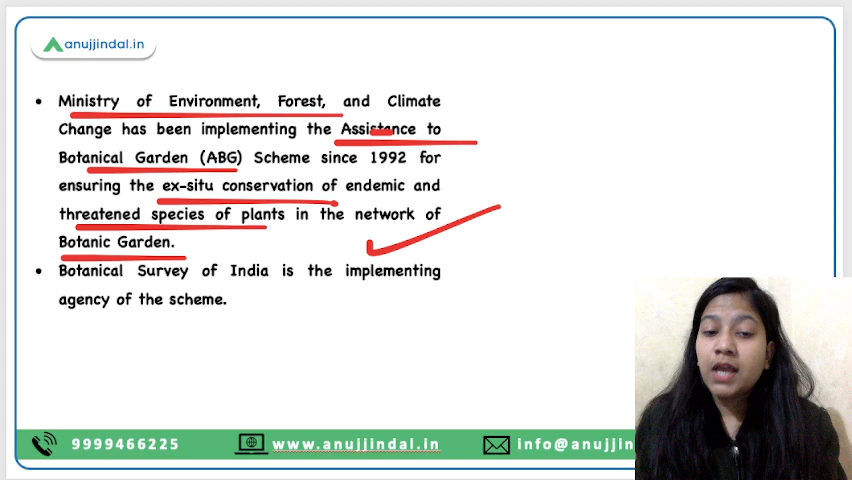 anujjindal.in
• Ministry of Environment, Forest, and Climate
Change has been implementing the Assistance to
Botanical Garden (ABG) Scheme since 1992 for
ensuring the ex-situ conservation of endemic and
threatened species of plants in the network of
Botanic Garden.
• Botanical Survey of India is the implementing
agency of the scheme.
9999466225
www.anujjindal.in
info@anujjin